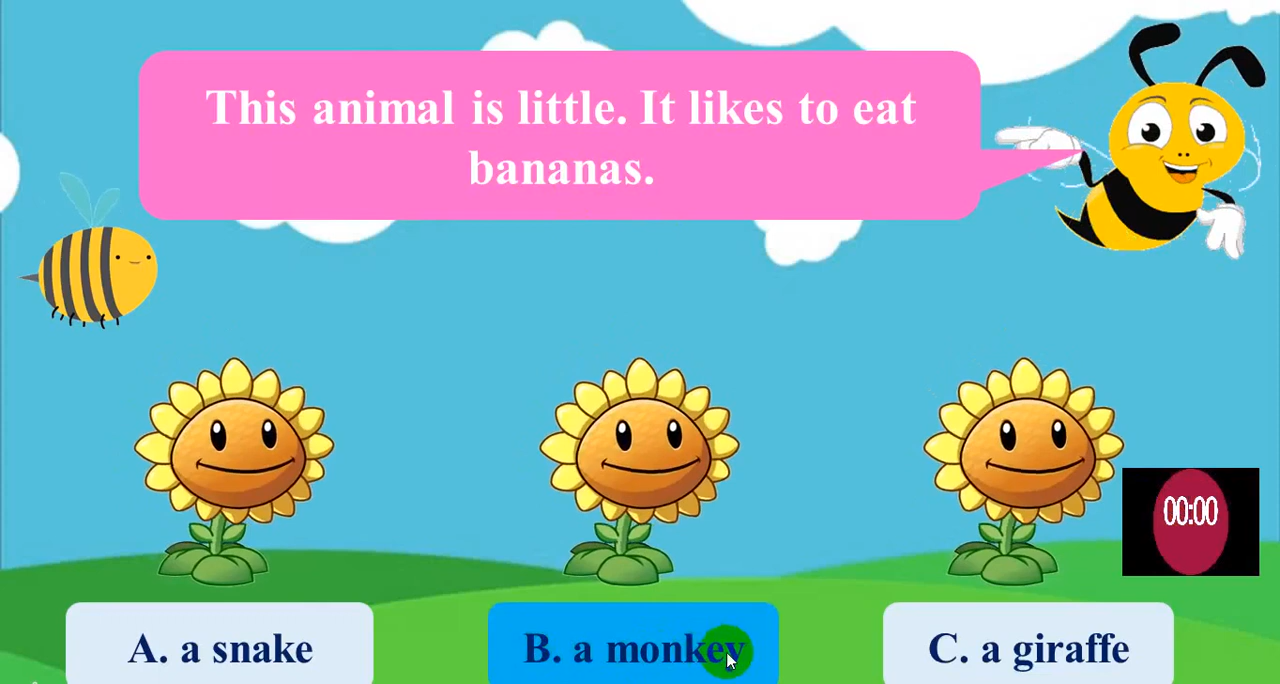 This animal is little. It likes to eat
bananas.
00:00
A. a snake
B. a monkey
C. a giraffe